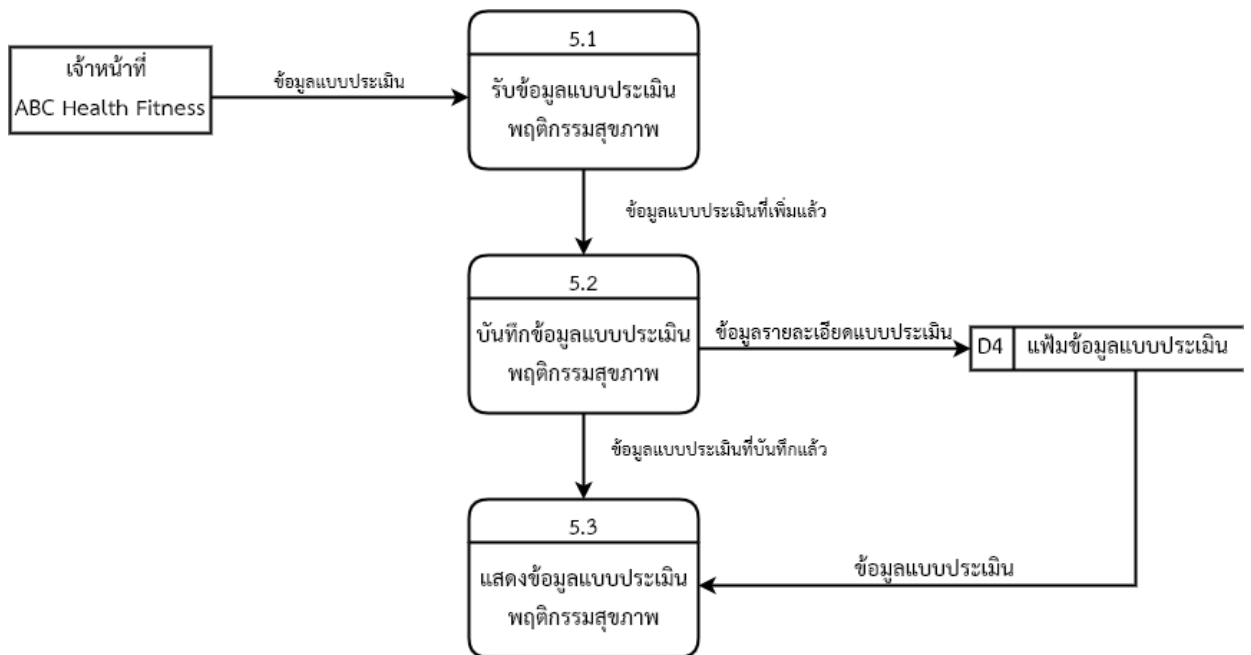 เจ้าหน้าที่
ABC Health Fitness
ข้อมูลแบบประเมิน
5.1
รับข้อมูลแบบประเมิน
พฤติกรรมสุขภาพ
ข้อมูลแบบประเมินที่เพิ่มแล้ว
5.2
บันทึกข้อมูลแบบประเมิน
พฤติกรรมสุขภาพ
ข้อมูลรายละเอียดแบบประเมิน
D4
แฟ้มข้อมูลแบบประเมิน
ข้อมูลแบบประเมินที่บันทึกแล้ว
5.3
แสดงข้อมูลแบบประเมิน
พฤติกรรมสุขภาพ
ข้อมูลแบบประเมิน